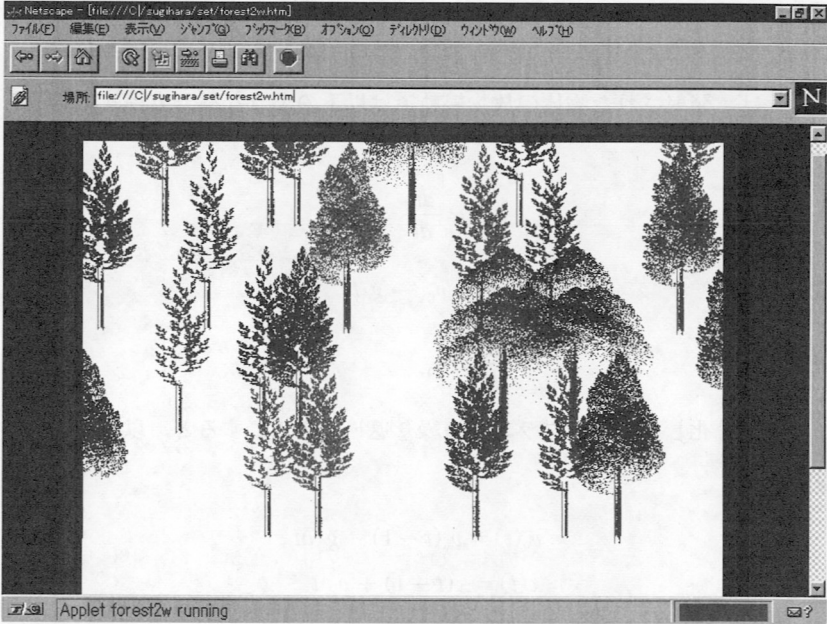 Netscape - [file:///C|/sugihara/set/forest2w.htm]
ファイル(F) 編集(E) 表示(V) ジャンプ(G) ブックマーク(B) オプション(O) ディレクトリ(D) ウィンドウ(W) ヘルプ(H)
場所: file:///C|/sugihara/set/forest2w.htm
N
Applet forest2w running
?